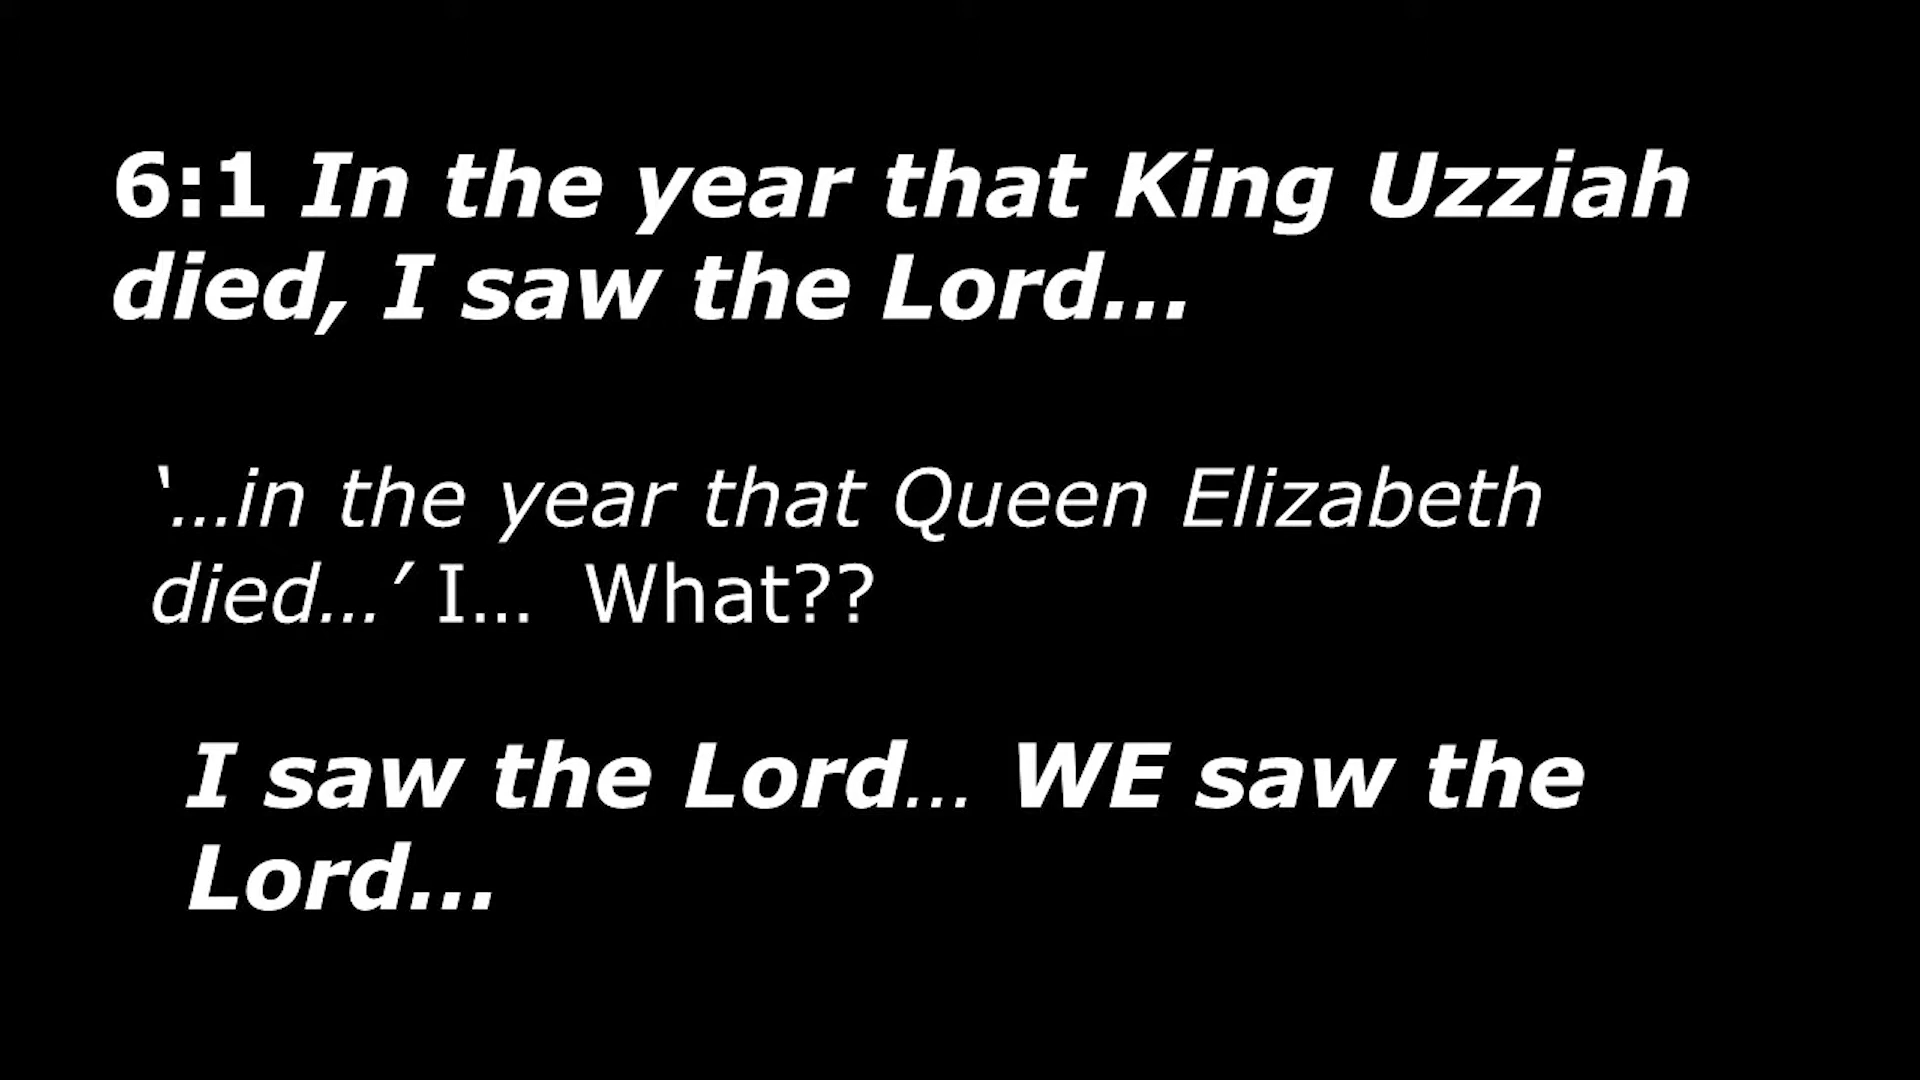 6:1 In the year that King Uzziah
died, I saw the Lord...
‘...in the year that Queen Elizabeth
died...’ I... What??
I saw the Lord... WE saw the
Lord...